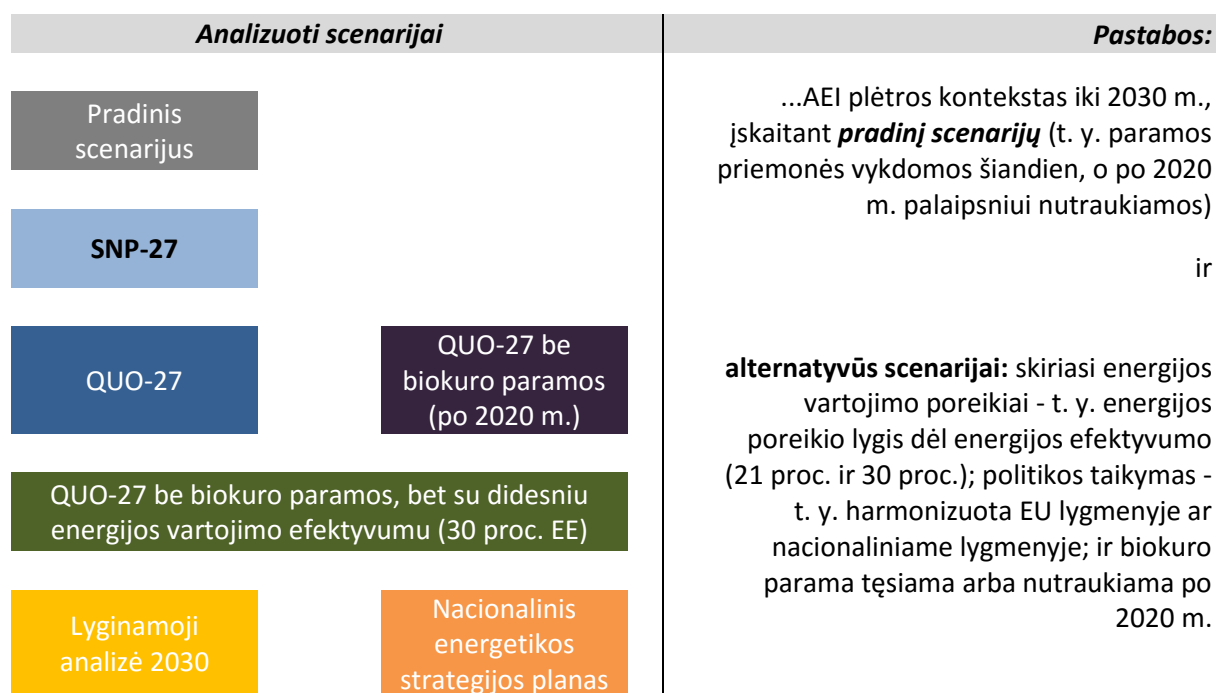 Analizuoti scenarijai
Pastabos:
Pradinis
scenarijus
SNP-27
QUO-27
QUO-27 be
biokuro paramos
(po 2020 m.)
QUO-27 be biokuro paramos, bet su didesniu
energijos vartojimo efektyvumu (30 proc. EE)
Lyginamoji
analizė 2030
Nacionalinis
energetikos
strategijos planas
...AEI plėtros kontekstas iki 2030 m.,
įskaitant pradinį scenarijų (t. y. paramos
priemonės vykdomos šiandien, o po 2020
m. palaipsniui nutraukiamos)
ir
alternatyvūs scenarijai: skiriasi energijos
vartojimo poreikiai - t. y. energijos
poreikio lygis dėl energijos efektyvumo
(21 proc. ir 30 proc.); politikos taikymas -
t. y. harmonizuota EU lygmenyje ar
nacionaliniame lygmenyje; ir biokuro
parama tęsiama arba nutraukiama po
2020 m.